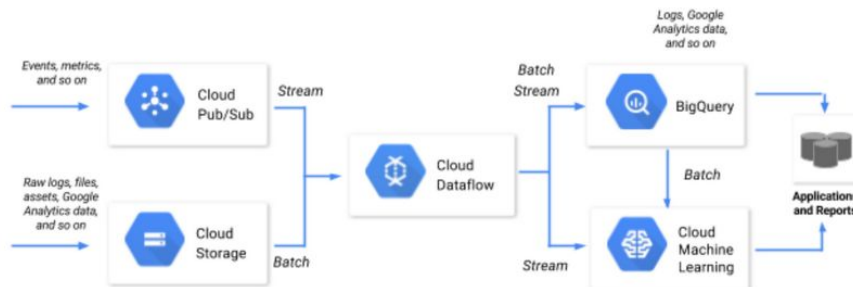 Logs, Google
Analytics data,
and so on
Events, metrics,
and so on
Cloud
Pub/Sub
Stream
Batch
Stream
BigQuery
Cloud
Dataflow
Batch
Raw logs, files,
assets, Google
Analytics data,
and so on
Applications
and Reports
Cloud
Storage
Batch
Stream
Cloud
Machine
Learning